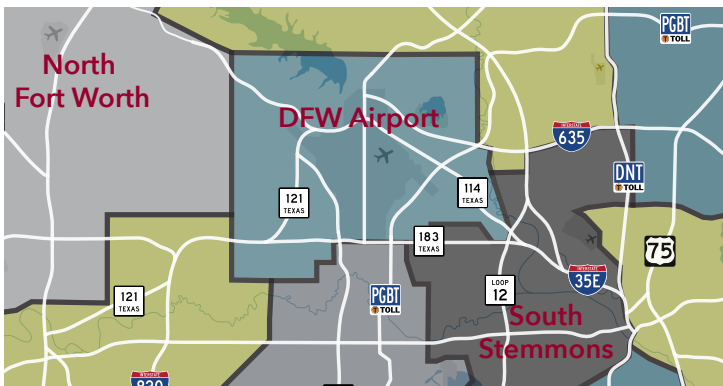 PGBT
TOLL
North
Fort Worth
DFW Airport
INTERSTATE
635
DNT
TOLL
121
TEXAS
114
TEXAS
183
TEXAS
75
INTERSTATE
35E
121
TEXAS
PGBT
TOLL
LOOP
12
South
Stemmons
INTERSTATE
820